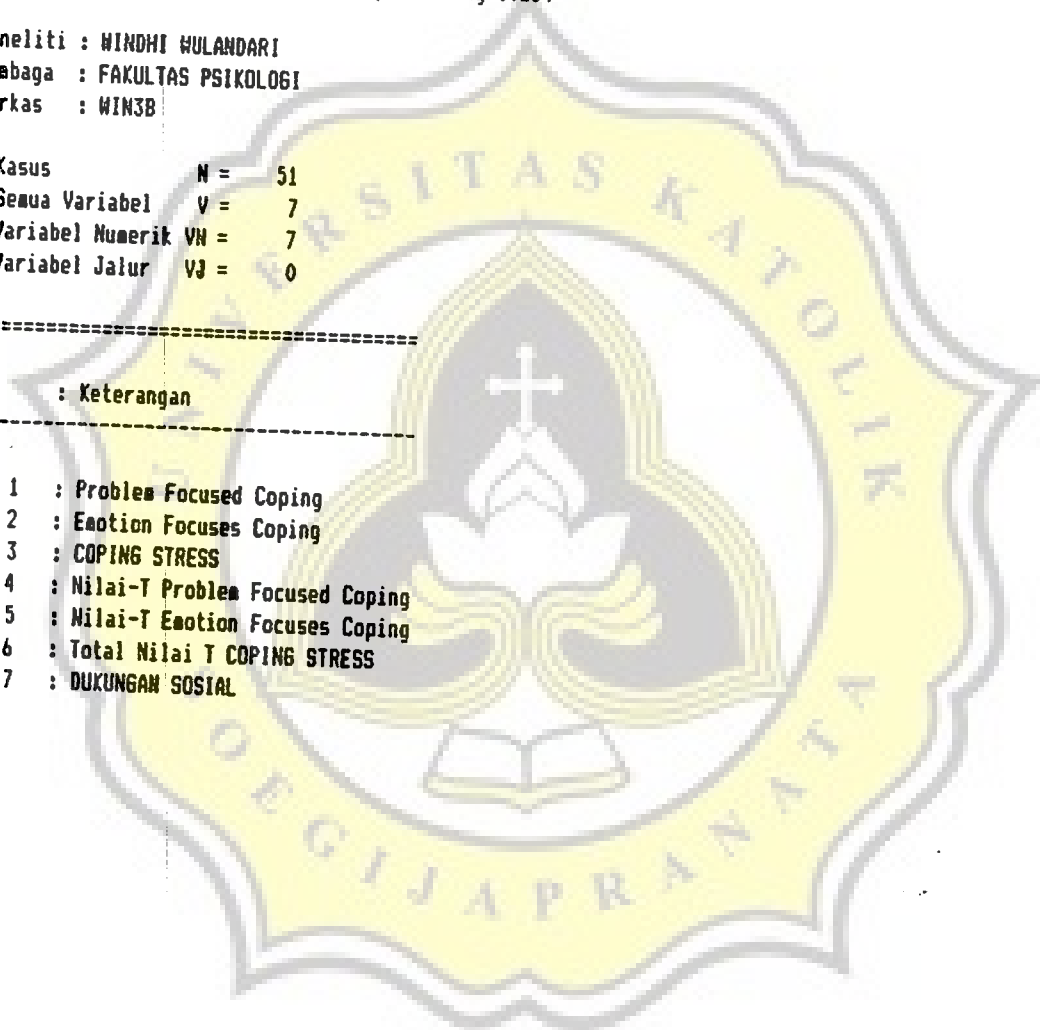 neliti : WINDHI WULANDARI
mbaga : FAKULTAS PSIKOLOGI
rkas : WIN3B
Kasus N = 51
Semua Variabel V = 7
Variabel Numerik VN = 7
Variabel Jalur VJ = 0
======================================
: Keterangan
--------------------------------------
1 : Problem Focused Coping
2 : Emotion Focuses Coping
3 : COPING STRESS
4 : Nilai-T Problem Focused Coping
5 : Nilai-T Emotion Focuses Coping
6 : Total Nilai T COPING STRESS
7 : DUKUNGAN SOSIAL
UNIVERSITAS KATOLIK
SOEGIJAPRANATA